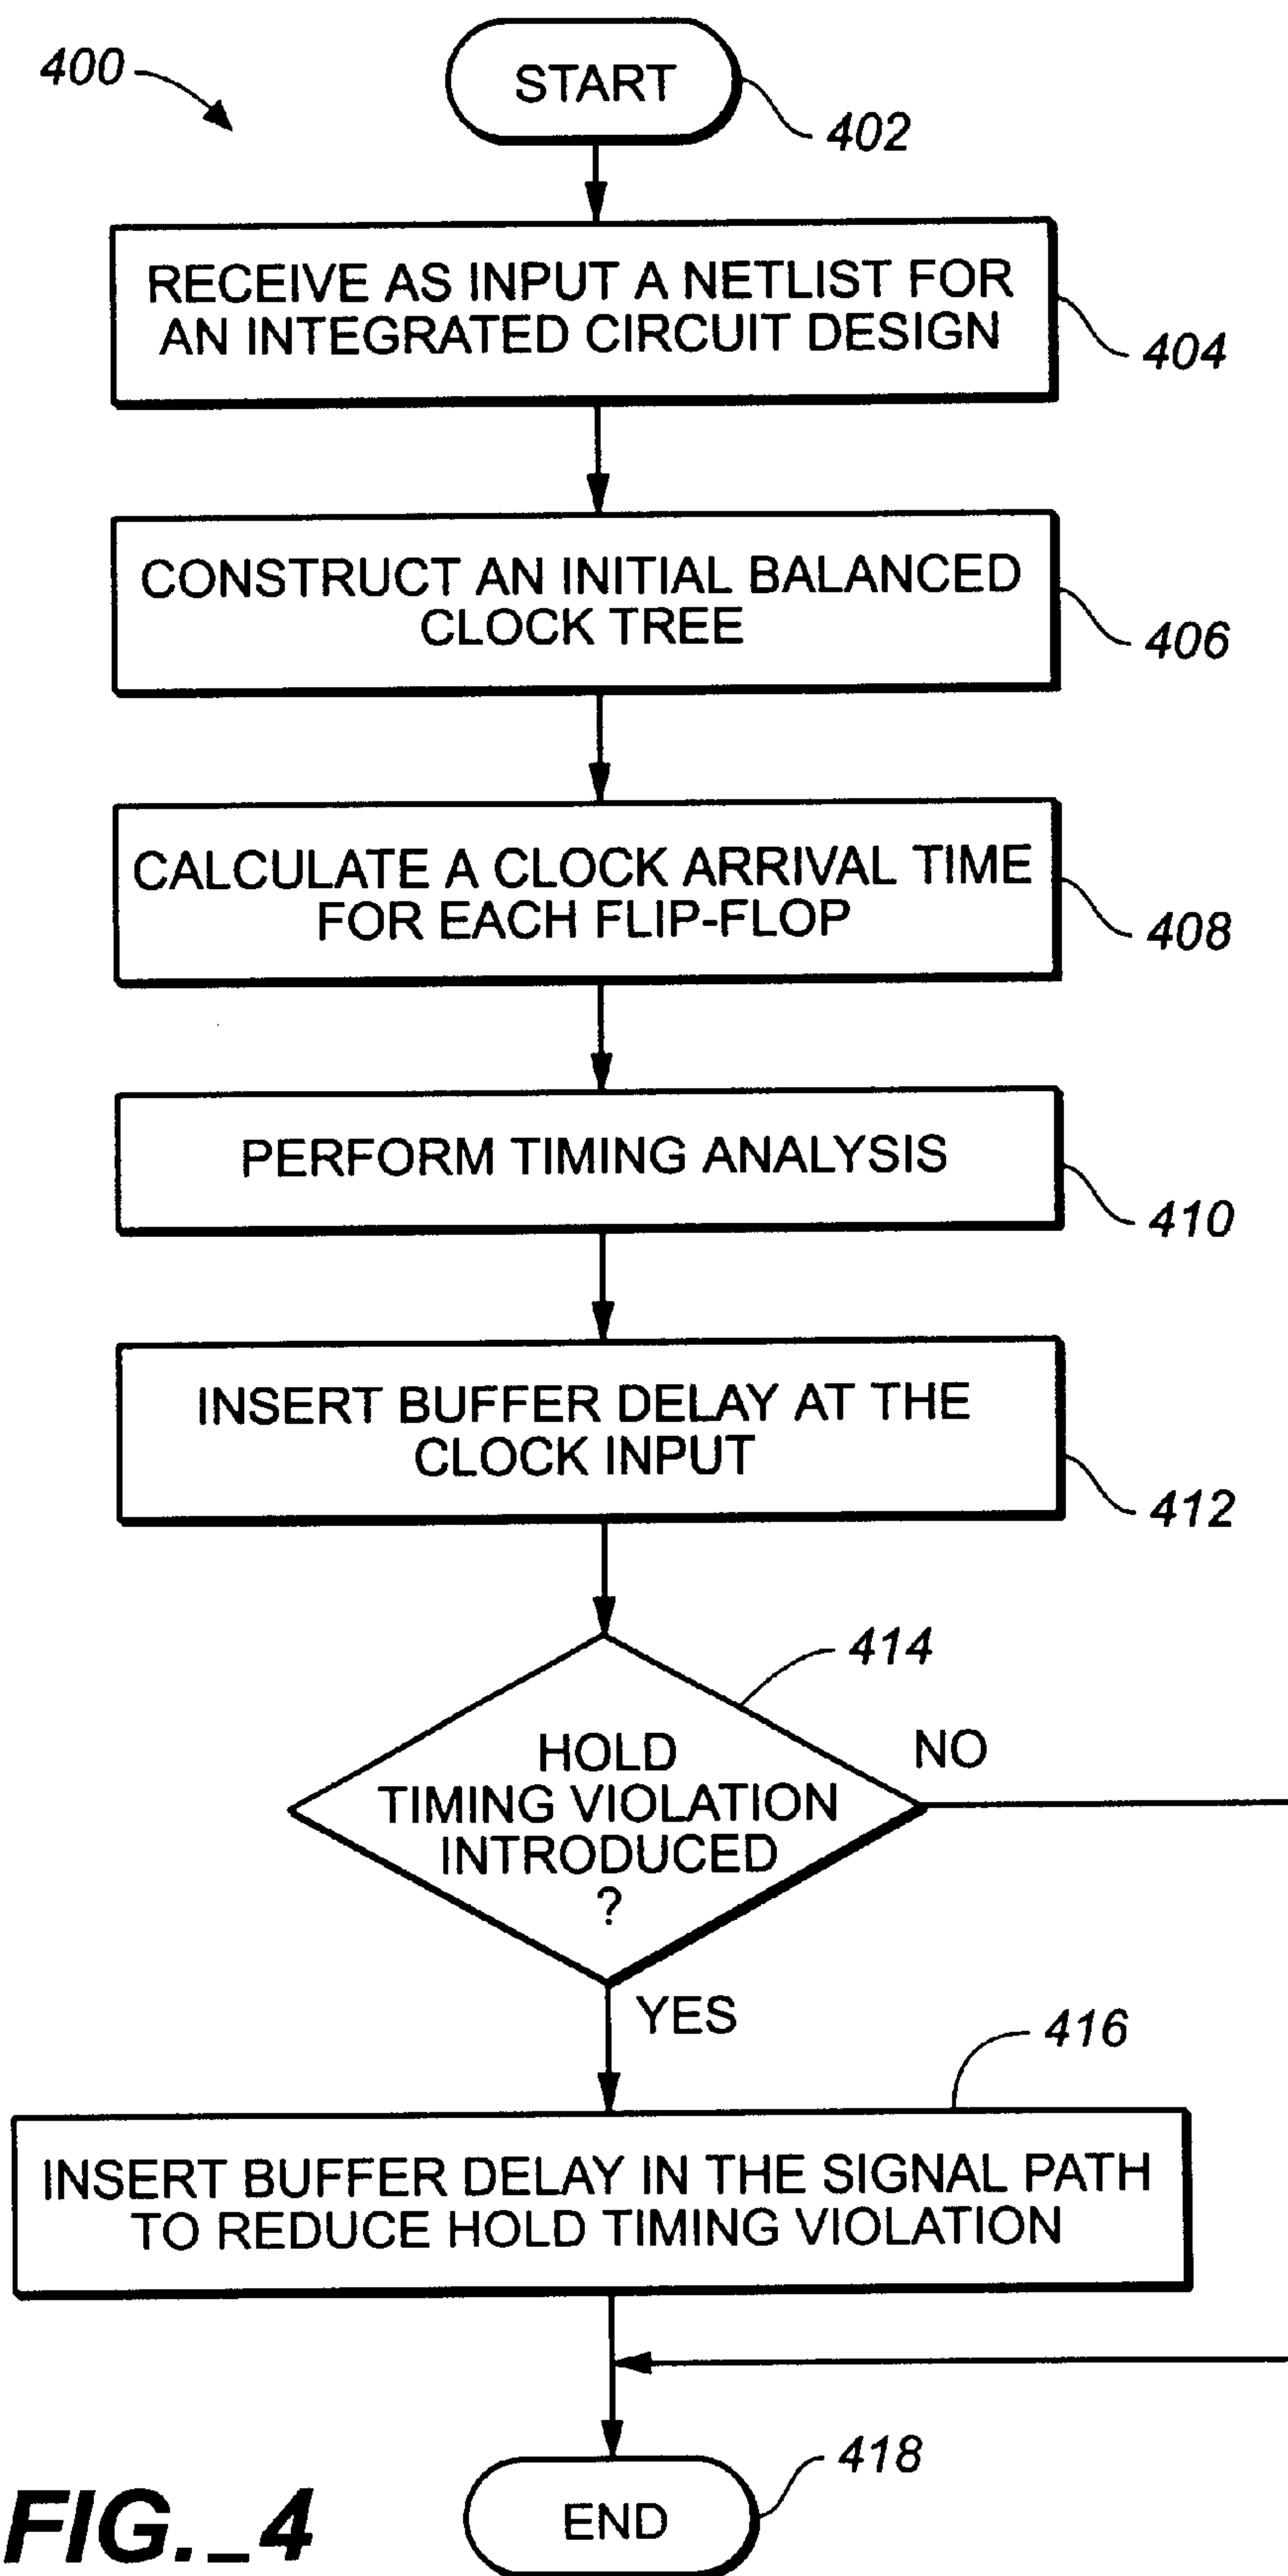 400
START
402
RECEIVE AS INPUT A NETLIST FOR
AN INTEGRATED CIRCUIT DESIGN
404
CONSTRUCT AN INITIAL BALANCED
CLOCK TREE
406
CALCULATE A CLOCK ARRIVAL TIME
FOR EACH FLIP-FLOP
408
PERFORM TIMING ANALYSIS
410
INSERT BUFFER DELAY AT THE
CLOCK INPUT
412
414
HOLD
TIMING VIOLATION
INTRODUCED
?
NO
YES
416
INSERT BUFFER DELAY IN THE SIGNAL PATH
TO REDUCE HOLD TIMING VIOLATION
418
END
FIG._4